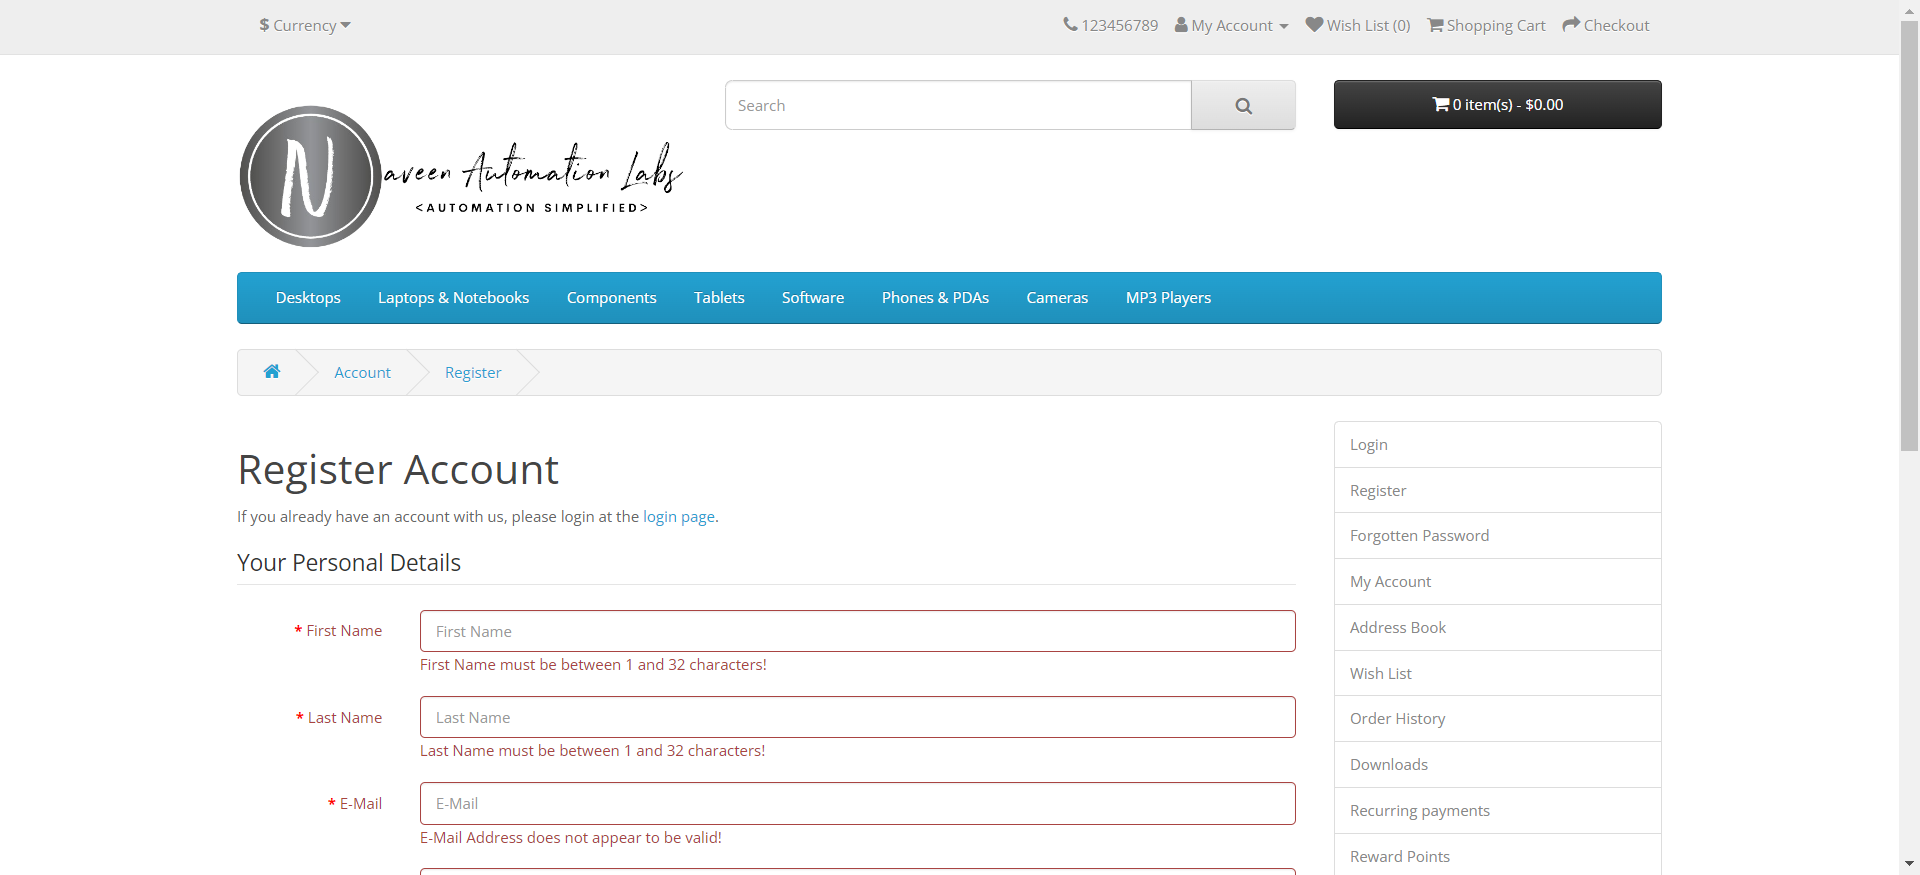 $ Currency
123456789 My Account Wish List (0) Shopping Cart Checkout
Search
0 item(s) - $0.00
Naveen Automation Labs
<AUTOMATION SIMPLIFIED>
Desktops Laptops & Notebooks Components Tablets Software Phones & PDAs Cameras MP3 Players
Account Register
Register Account
If you already have an account with us, please login at the login page.
Your Personal Details
* First Name
First Name
First Name must be between 1 and 32 characters!
* Last Name
Last Name
Last Name must be between 1 and 32 characters!
* E-Mail
E-Mail
E-Mail Address does not appear to be valid!
Login
Register
Forgotten Password
My Account
Address Book
Wish List
Order History
Downloads
Recurring payments
Reward Points